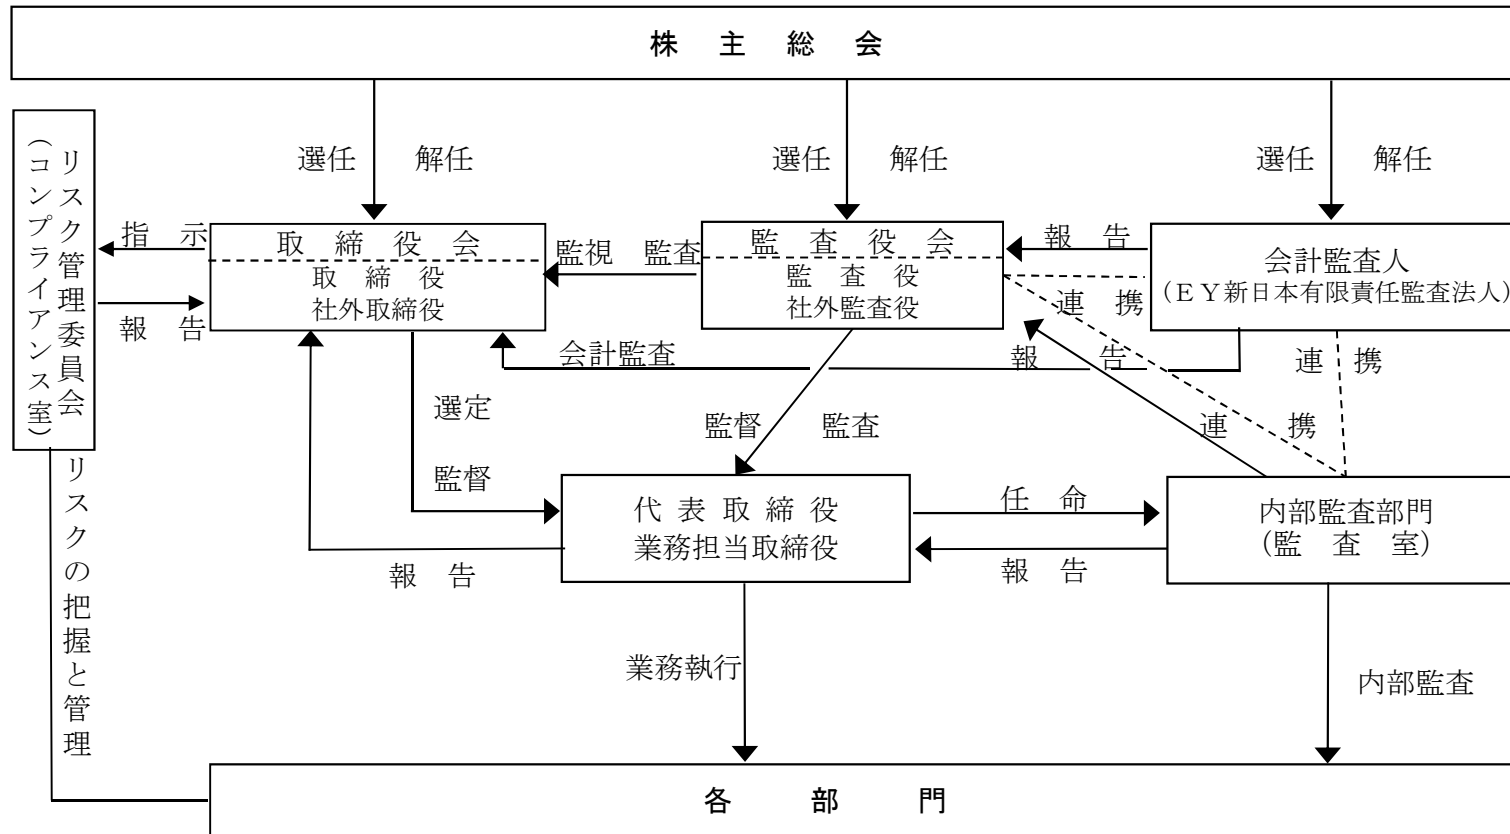 株 主 総 会
選任 解任
選任 解任
選任 解任
リスク管理委員会
(コンプライアンス室)
指 示
報 告
取 締 役 会
取 締 役
社外取締役
監視 監査
監 査 役 会
監 査 役
社外監査役
報 告
連 携
会計監査人
(EY新日本有限責任監査法人)
会計監査
報 告
連 携
選定
監督 監査
連 携
監督
代 表 取 締 役
業務担当取締役
任 命
報 告
内部監査部門
(監 査 室)
報 告
リスクの把握と管理
業務執行
内部監査
各 部 門